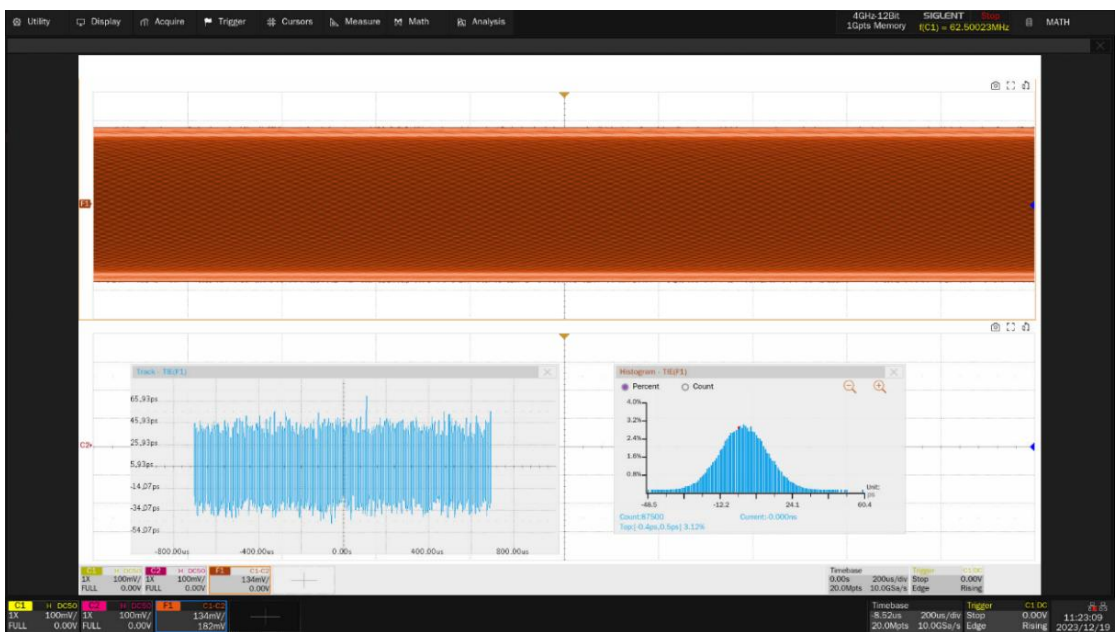 Utility Display Acquire Trigger Cursors Measure Math Analysis
4GHz-12Bit SIGLENT Stop MATH
1Gpts Memory f(C1) = 62.50023MHz
F1
Track - TIE(F1)
65.93ps
45.93ps
25.93ps
5.93ps
-14.07ps
-34.07ps
-54.07ps
-800.00us -400.00us 0.00s 400.00us 800.00us
C2
Histogram - TIE(F1)
Percent Count
4.0%
3.2%
2.4%
1.6%
0.8%
Unit:
ps
-48.5 -12.2 24.1 60.4
Count:67500 Current:-0.000ns
Top:[-0.4ps,0.5ps] 3.12%
C1 H DC50 C2 H DC50 F1 C1-C2
1X 100mV/ 1X 100mV/ 134mV/
FULL 0.00V FULL 0.00V 0.00V
Timebase Trigger C1 DC
0.00s 200us/div Stop 0.00V
20.0Mpts 10.0GSa/s Edge Rising
C1 H DC50 C2 H DC50 F1 C1-C2
1X 100mV/ 1X 100mV/ 134mV/
FULL 0.00V FULL 0.00V 182mV
Timebase Trigger C1 DC
-8.52us 200us/div Stop 0.00V
20.0Mpts 10.0GSa/s Edge Rising
11:23:09
2023/12/19